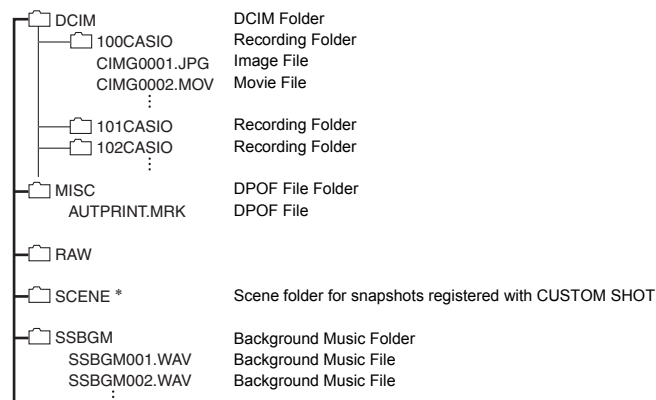 DCIM DCIM Folder
100CASIO Recording Folder
CIMG0001.JPG Image File
CIMG0002.MOV Movie File
101CASIO Recording Folder
102CASIO Recording Folder
MISC DPOF File Folder
AUTPRINT.MRK DPOF File
RAW
SCENE * Scene folder for snapshots registered with CUSTOM SHOT
SSBGM Background Music Folder
SSBGM001.WAV Background Music File
SSBGM002.WAV Background Music File